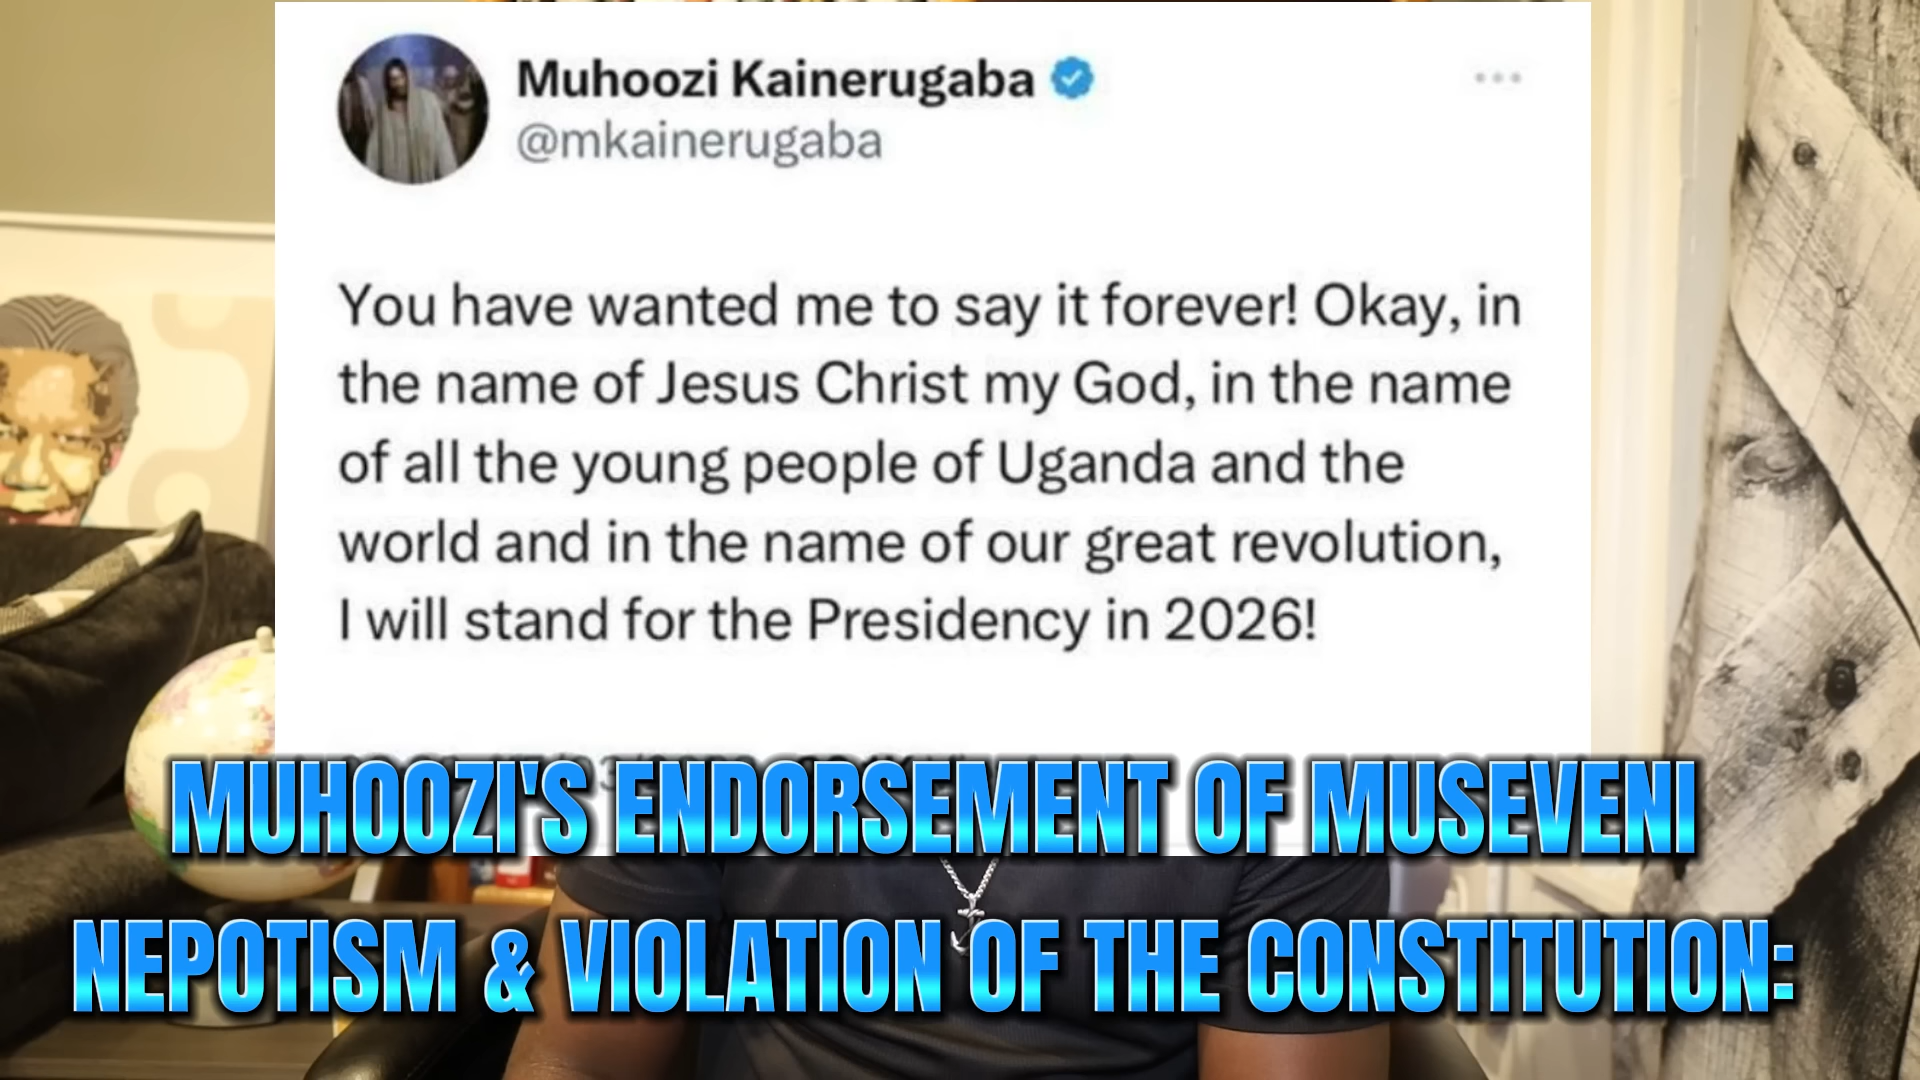 Muhoozi Kainerugaba
@mkainerugaba
You have wanted me to say it forever! Okay, in
the name of Jesus Christ my God, in the name
of all the young people of Uganda and the
world and in the name of our great revolution,
I will stand for the Presidency in 2026!
MUHOOZI'S ENDORSEMENT OF MUSEVENI
NEPOTISM & VIOLATION OF THE CONSTITUTION: